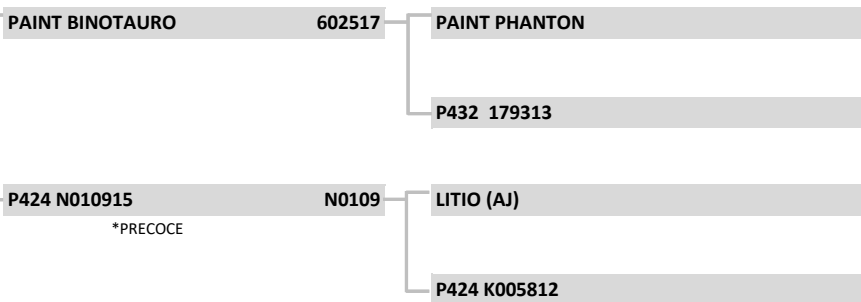 PAINT BINOTAURO 602517 PAINT PHANTON
P432 179313
P424 N010915 N0109 LITIO (AJ)
*PRECOCE
P424 K005812